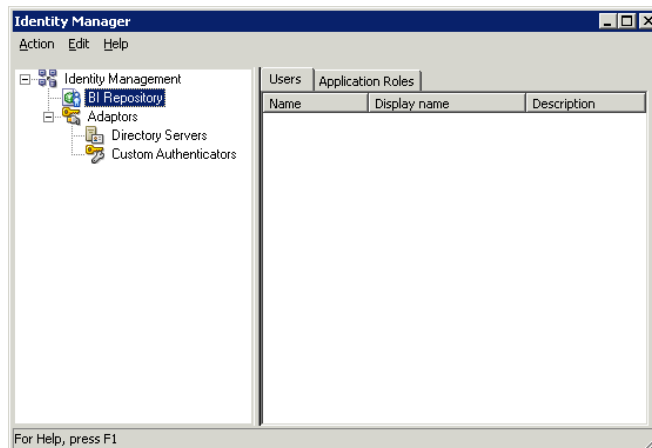 Identity Manager
Action Edit Help
Identity Management
BI Repository
Adaptors
Directory Servers
Custom Authenticators
Users Application Roles
Name Display name Description
For Help, press F1